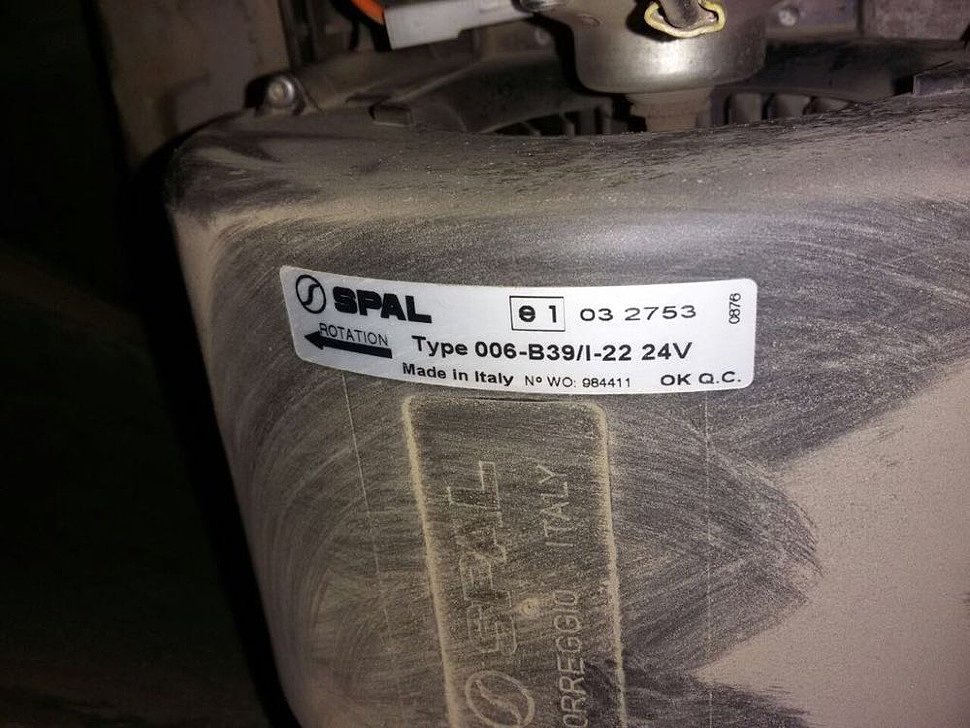 SPAL
e 1 03 2753
0876
ROTATION
Type 006-B39/I-22 24V
Made in Italy Nº WO: 984411 OK Q.C.
SPAL
ORREGGIO ITALY